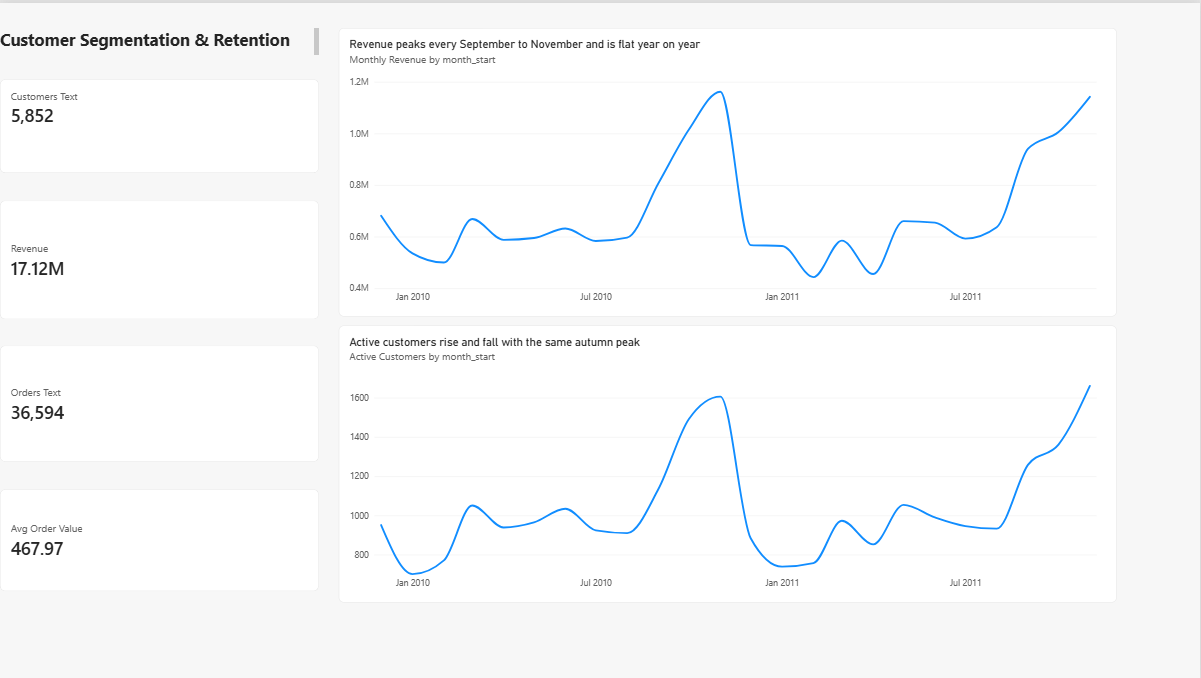 Customer Segmentation & Retention
Customers Text
5,852
Revenue
17.12M
Orders Text
36,594
Avg Order Value
467.97
Revenue peaks every September to November and is flat year on year
Monthly Revenue by month_start
1.2M
1.0M
0.8M
0.6M
0.4M
Jan 2010 Jul 2010 Jan 2011 Jul 2011
Active customers rise and fall with the same autumn peak
Active Customers by month_start
1600
1400
1200
1000
800
Jan 2010 Jul 2010 Jan 2011 Jul 2011